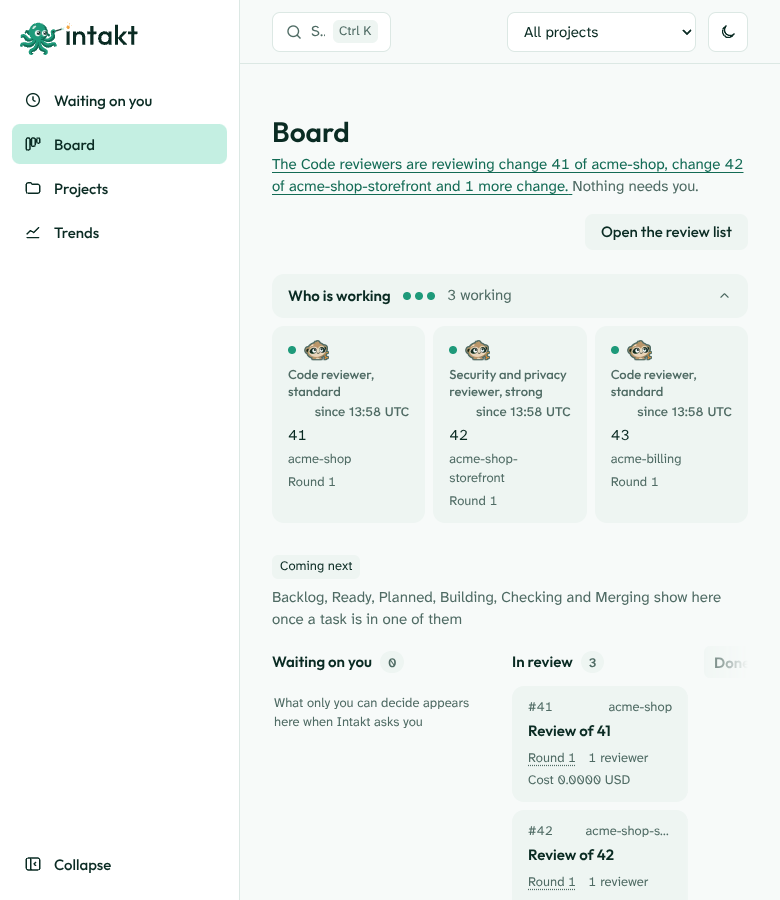 intakt
S..
Ctrl K
All projects
Waiting on you
Board
Projects
Trends
Collapse
Board
The Code reviewers are reviewing change 41 of acme-shop, change 42
of acme-shop-storefront and 1 more change. Nothing needs you.
Open the review list
Who is working
3 working
Code reviewer,
standard
since 13:58 UTC
41
acme-shop
Round 1
Security and privacy
reviewer, strong
since 13:58 UTC
42
acme-shop-
storefront
Round 1
Code reviewer,
standard
since 13:58 UTC
43
acme-billing
Round 1
Coming next
Backlog, Ready, Planned, Building, Checking and Merging show here
once a task is in one of them
Waiting on you 0
What only you can decide appears
here when Intakt asks you
In review 3
#41 acme-shop
Review of 41
Round 1 1 reviewer
Cost 0.0000 USD
#42 acme-shop-s...
Review of 42
Round 1 1 reviewer
Done